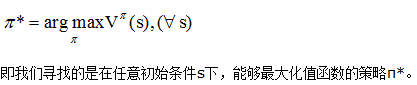 π* = arg max V^π(s), (∀ s)
π
即我们寻找的是在任意初始条件s下，能够最大化值函数的策略π*。